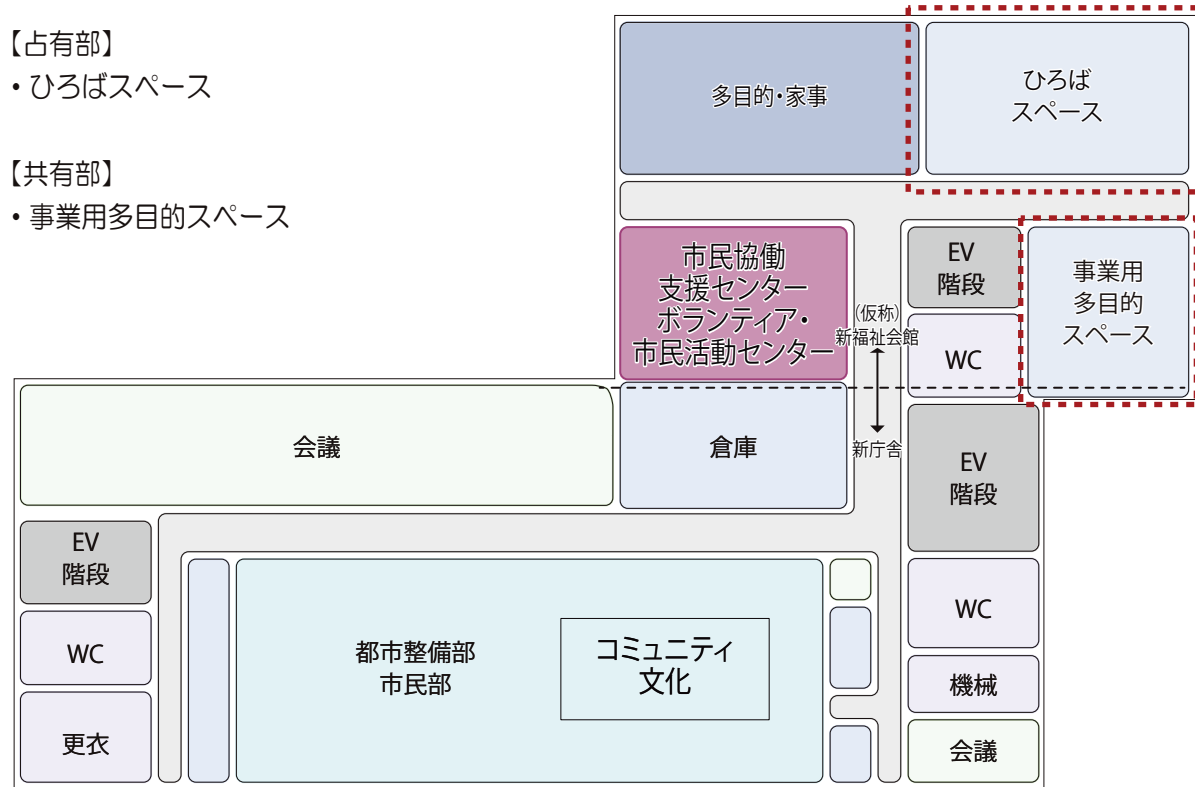 【占有部】
・ひろばスペース
【共有部】
・事業用多目的スペース
多目的・家事
ひろば
スペース
市民協働
支援センター
ボランティア・
市民活動センター
EV
階段
事業用
多目的
スペース
(仮称)
新福祉会館
WC
会議
倉庫
新庁舎
EV
階段
EV
階段
WC
都市整備部
市民部
コミュニティ
文化
WC
機械
更衣
会議